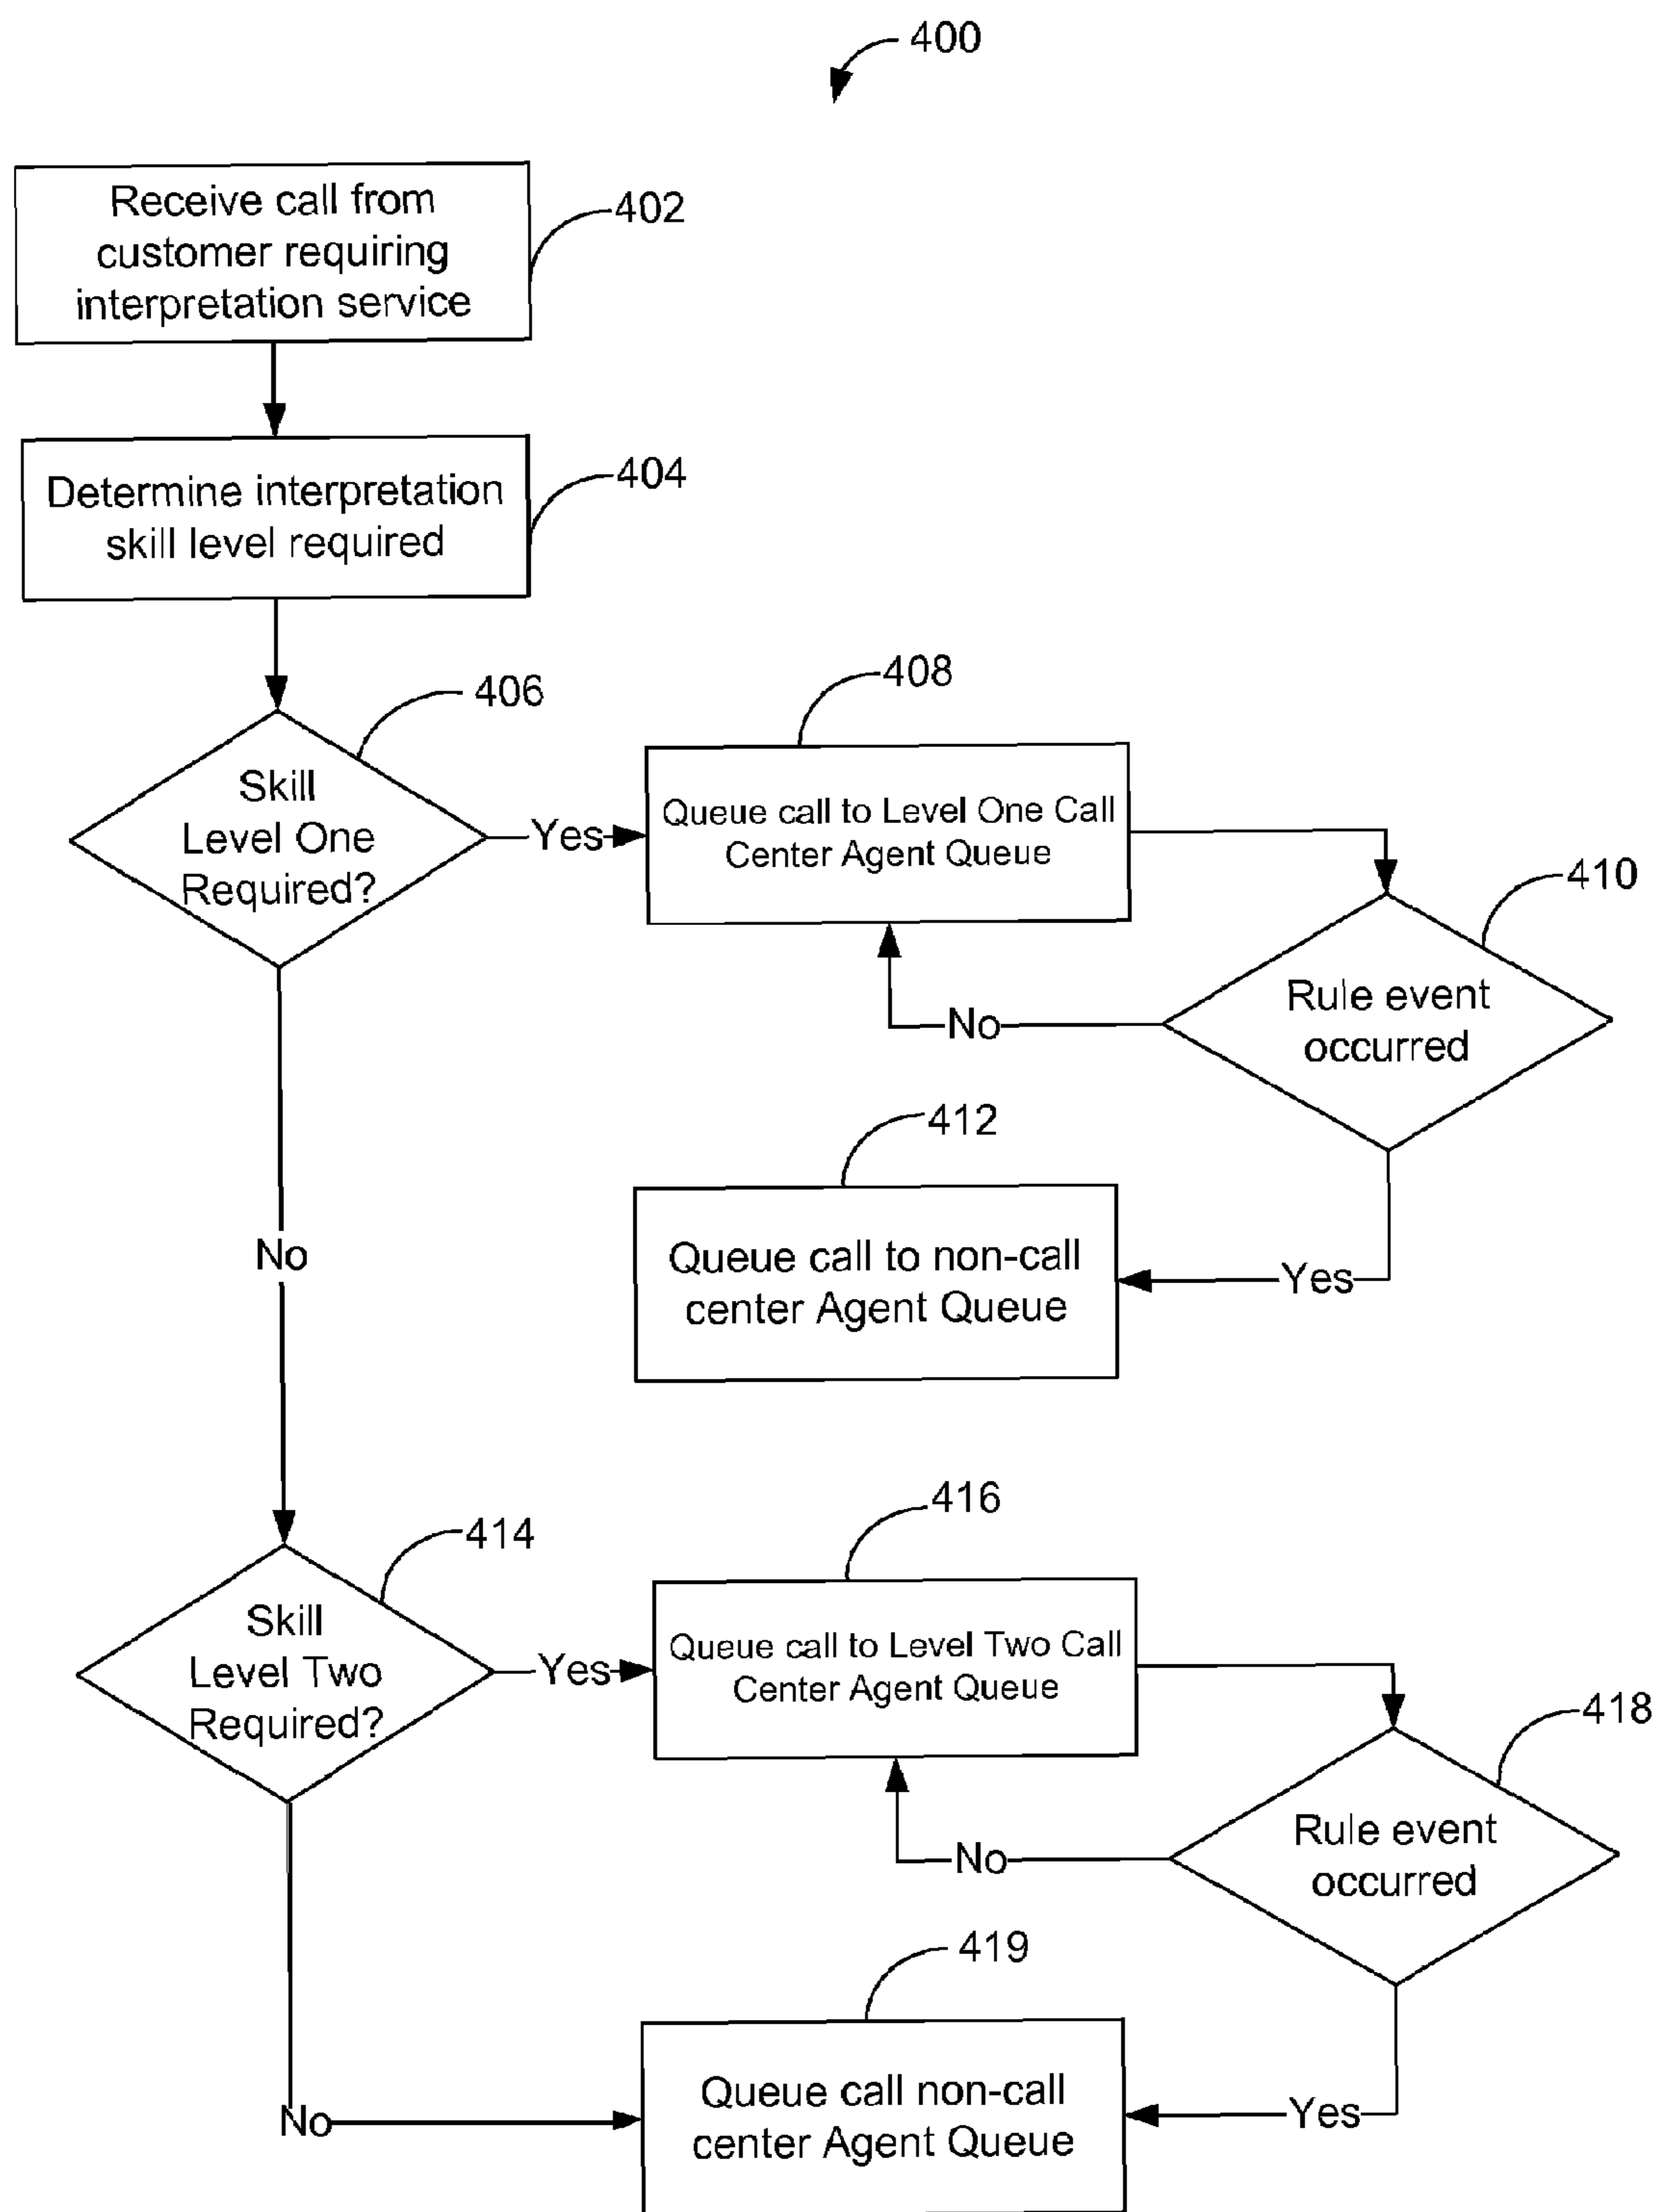 400
Receive call from
customer requiring
interpretation service
402
Determine interpretation
skill level required
404
406
Skill
Level One
Required?
Yes
408
Queue call to Level One Call
Center Agent Queue
410
Rule event
occurred
No
412
Queue call to non-call
center Agent Queue
Yes
No
414
Skill
Level Two
Required?
Yes
416
Queue call to Level Two Call
Center Agent Queue
418
Rule event
occurred
No
419
Queue call non-call
center Agent Queue
Yes
No